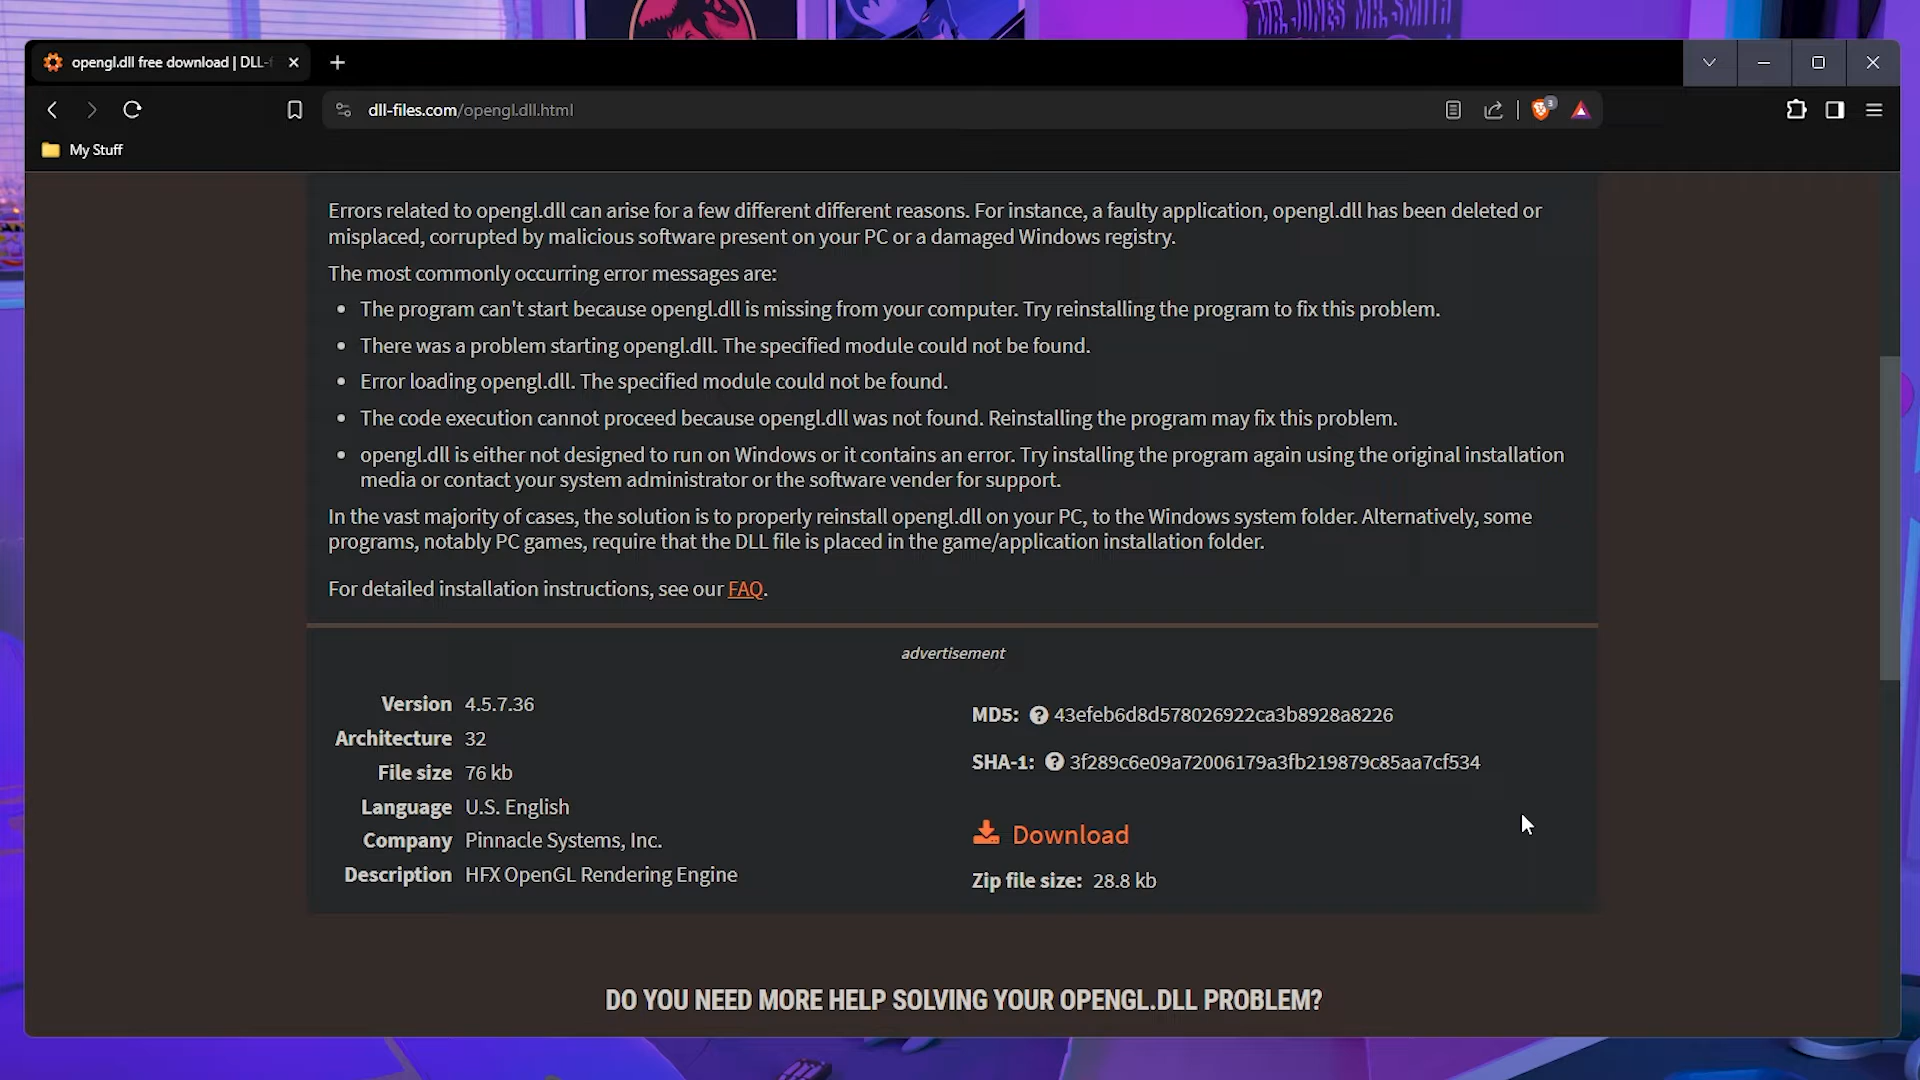 MR. JONES MR. SMITH
opengl.dll free download | DLL-f
dll-files.com/opengl.dll.html
3
My Stuff
Errors related to opengl.dll can arise for a few different different reasons. For instance, a faulty application, opengl.dll has been deleted or
misplaced, corrupted by malicious software present on your PC or a damaged Windows registry.
The most commonly occurring error messages are:
• The program can't start because opengl.dll is missing from your computer. Try reinstalling the program to fix this problem.
• There was a problem starting opengl.dll. The specified module could not be found.
• Error loading opengl.dll. The specified module could not be found.
• The code execution cannot proceed because opengl.dll was not found. Reinstalling the program may fix this problem.
• opengl.dll is either not designed to run on Windows or it contains an error. Try installing the program again using the original installation
media or contact your system administrator or the software vender for support.
In the vast majority of cases, the solution is to properly reinstall opengl.dll on your PC, to the Windows system folder. Alternatively, some
programs, notably PC games, require that the DLL file is placed in the game/application installation folder.
For detailed installation instructions, see our FAQ.
advertisement
Version 4.5.7.36
Architecture 32
File size 76 kb
Language U.S. English
Company Pinnacle Systems, Inc.
Description HFX OpenGL Rendering Engine
MD5: 43efeb6d8d578026922ca3b8928a8226
SHA-1: 3f289c6e09a72006179a3fb219879c85aa7cf534
Download
Zip file size: 28.8 kb
DO YOU NEED MORE HELP SOLVING YOUR OPENGL.DLL PROBLEM?